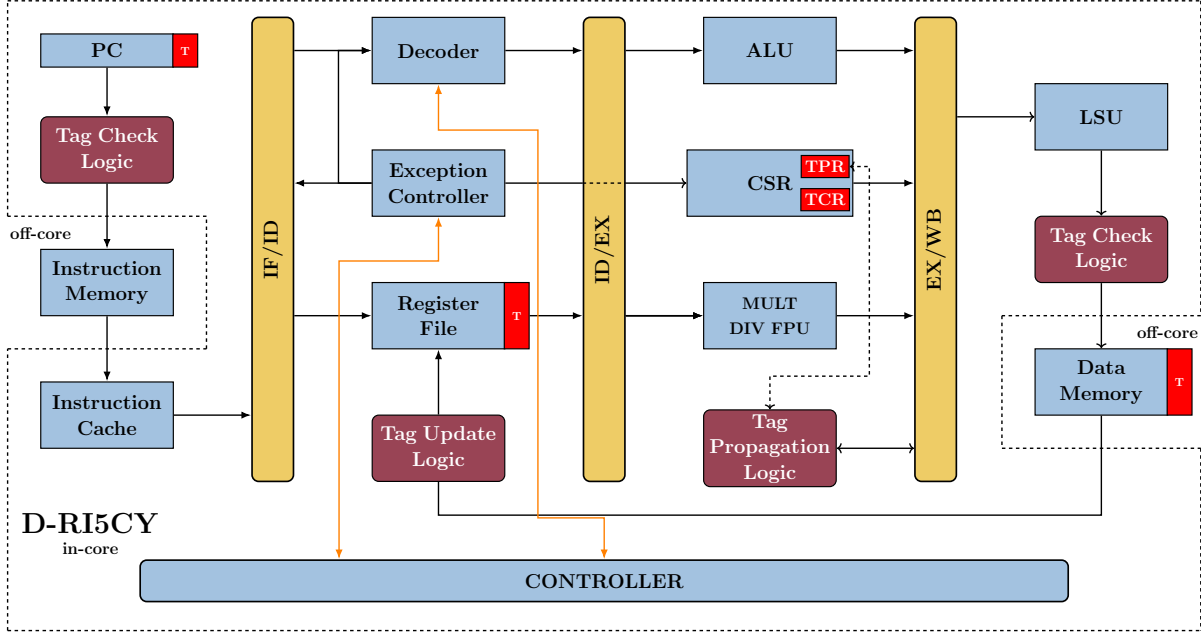 PC
T
Tag Check
Logic
off-core
Instruction
Memory
Instruction
Cache
D-RI5CY
in-core
IF/ID
Decoder
Exception
Controller
Register
File
T
Tag Update
Logic
ID/EX
ALU
CSR
TPR
TCR
MULT
DIV FPU
Tag
Propagation
Logic
EX/WB
LSU
Tag Check
Logic
off-core
Data
Memory
T
CONTROLLER